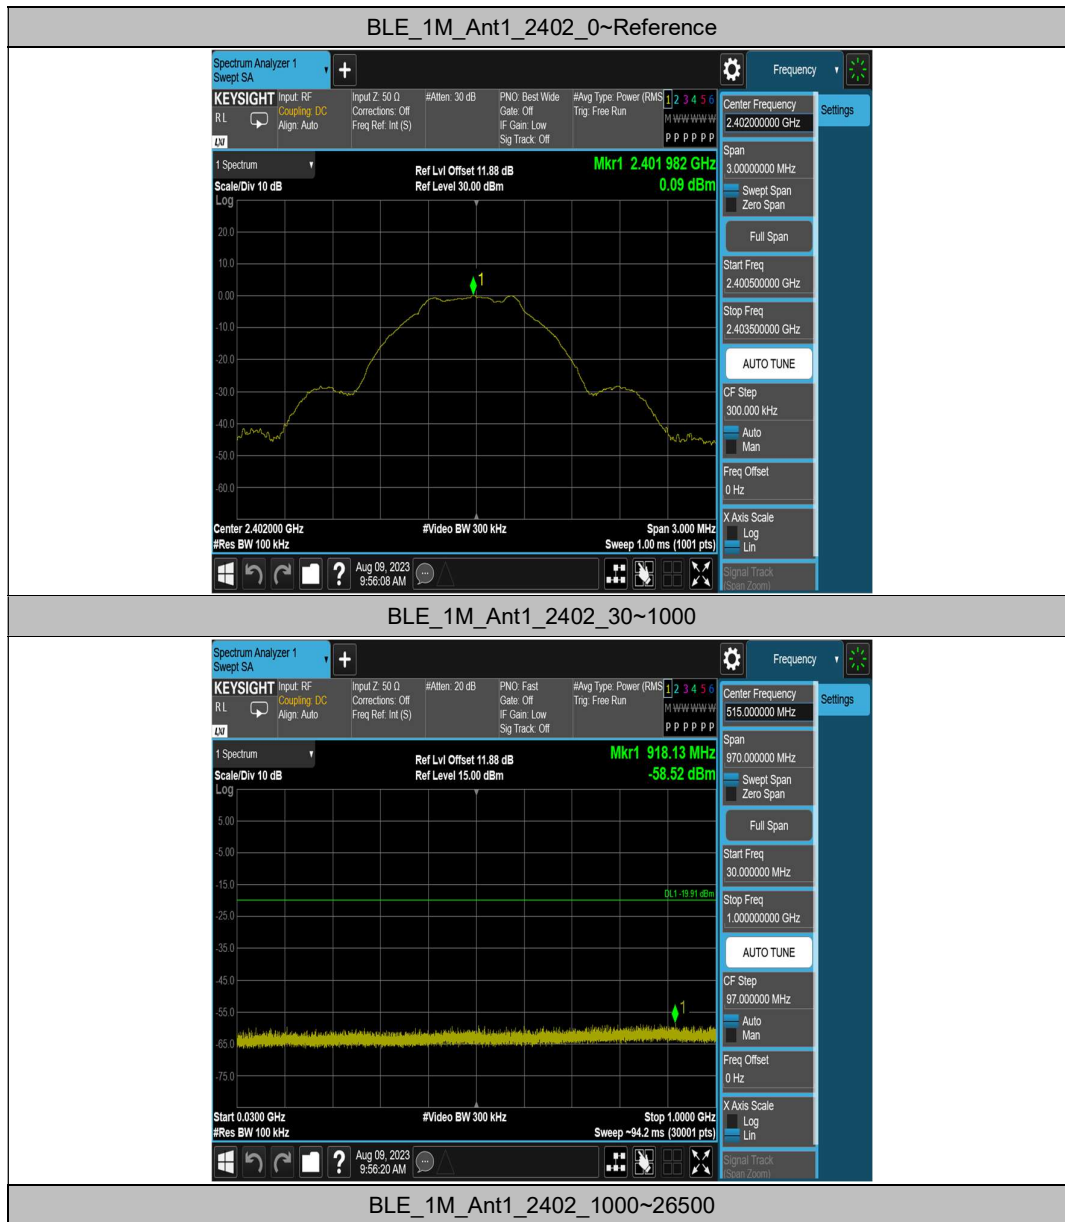 BLE_1M_Ant1_2402_0~Reference
Spectrum Analyzer 1
Swept SA
Frequency
KEYSIGHT
RL
LXI
Input: RF
Coupling: DC
Align: Auto
Input Z: 50 Ω
Corrections: Off
Freq Ref: Int (S)
#Atten: 30 dB
PNO: Best Wide
Gate: Off
IF Gain: Low
Sig Track: Off
#Avg Type: Power (RMS
Trig: Free Run
1 2 3 4 5 6
M W W W W W
P P P P P P
Center Frequency
2.402000000 GHz
Settings
Span
3.00000000 MHz
Swept Span
Zero Span
Full Span
Start Freq
2.400500000 GHz
Stop Freq
2.403500000 GHz
AUTO TUNE
CF Step
300.000 kHz
Auto
Man
Freq Offset
0 Hz
X Axis Scale
Log
Lin
Signal Track
(Span Zoom)
1 Spectrum
Scale/Div 10 dB
Log
Ref Lvl Offset 11.88 dB
Ref Level 30.00 dBm
Mkr1 2.401 982 GHz
0.09 dBm
20.0
10.0
0.00
-10.0
-20.0
-30.0
-40.0
-50.0
-60.0
1
Center 2.402000 GHz
#Res BW 100 kHz
#Video BW 300 kHz
Span 3.000 MHz
Sweep 1.00 ms (1001 pts)
Aug 09, 2023
9:56:08 AM
BLE_1M_Ant1_2402_30~1000
Spectrum Analyzer 1
Swept SA
Frequency
KEYSIGHT
RL
LXI
Input: RF
Coupling: DC
Align: Auto
Input Z: 50 Ω
Corrections: Off
Freq Ref: Int (S)
#Atten: 20 dB
PNO: Fast
Gate: Off
IF Gain: Low
Sig Track: Off
#Avg Type: Power (RMS
Trig: Free Run
1 2 3 4 5 6
M W W W W W
P P P P P P
Center Frequency
515.000000 MHz
Settings
Span
970.000000 MHz
Swept Span
Zero Span
Full Span
Start Freq
30.000000 MHz
Stop Freq
1.000000000 GHz
AUTO TUNE
CF Step
97.000000 MHz
Auto
Man
Freq Offset
0 Hz
X Axis Scale
Log
Lin
Signal Track
(Span Zoom)
1 Spectrum
Scale/Div 10 dB
Log
Ref Lvl Offset 11.88 dB
Ref Level 15.00 dBm
Mkr1 918.13 MHz
-58.52 dBm
5.00
-5.00
-15.0
DL1 -19.91 dBm
-25.0
-35.0
-45.0
-55.0
-65.0
-75.0
1
Start 0.0300 GHz
#Res BW 100 kHz
#Video BW 300 kHz
Stop 1.0000 GHz
Sweep ~94.2 ms (30001 pts)
Aug 09, 2023
9:56:20 AM
BLE_1M_Ant1_2402_1000~26500